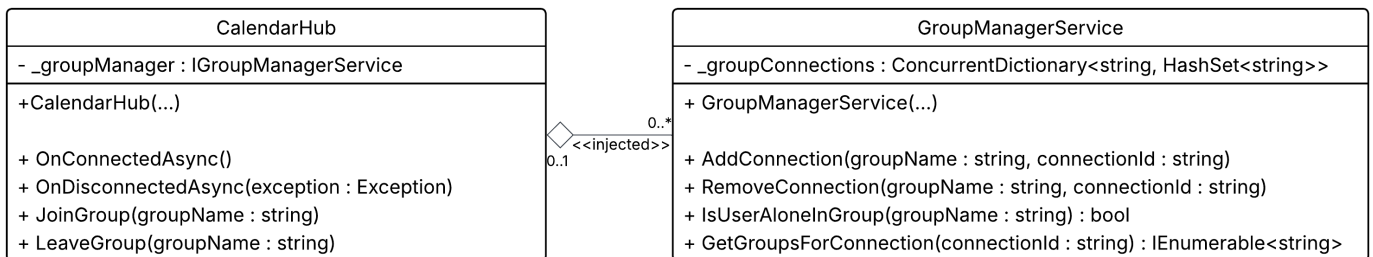 CalendarHub
- _groupManager : IGroupManagerService
+CalendarHub(...)
+ OnConnectedAsync()
+ OnDisconnectedAsync(exception : Exception)
+ JoinGroup(groupName : string)
+ LeaveGroup(groupName : string)
0..*
<<injected>>
0..1
GroupManagerService
- _groupConnections : ConcurrentDictionary<string, HashSet<string>>
+ GroupManagerService(...)
+ AddConnection(groupName : string, connectionId : string)
+ RemoveConnection(groupName : string, connectionId : string)
+ IsUserAloneInGroup(groupName : string) : bool
+ GetGroupsForConnection(connectionId : string) : IEnumerable<string>